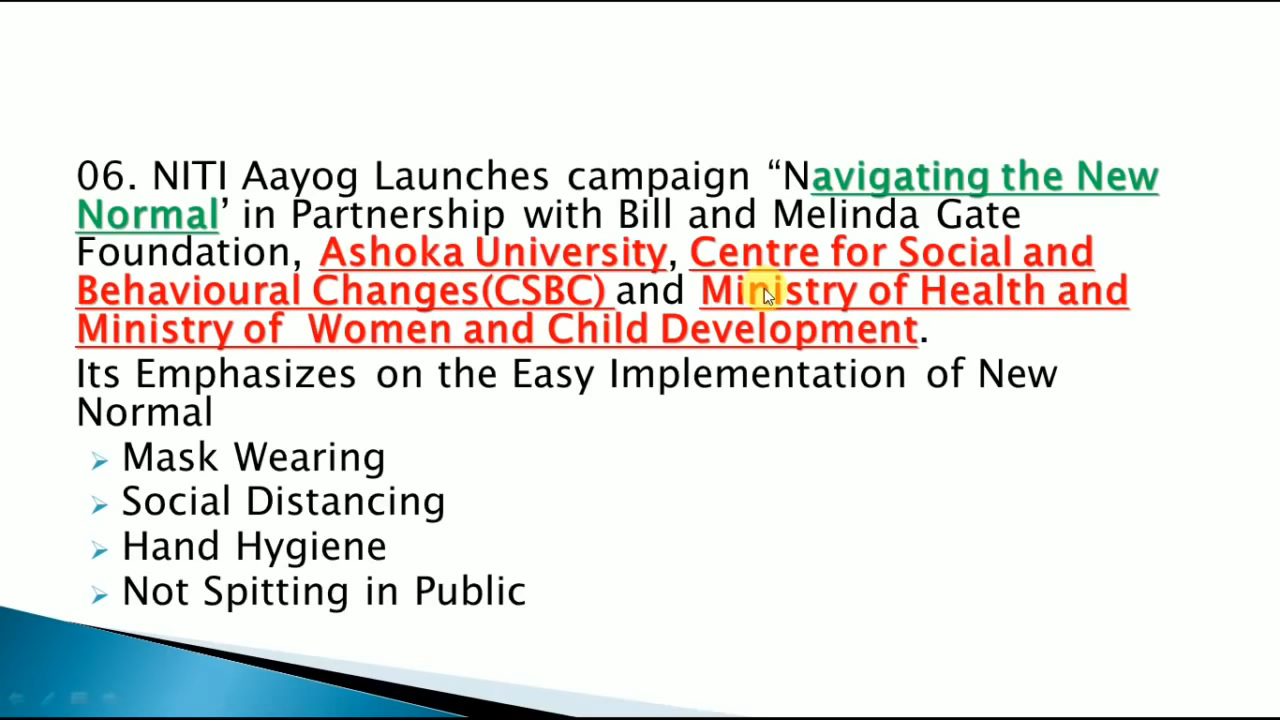 06. NITI Aayog Launches campaign “Navigating the New
Normal’ in Partnership with Bill and Melinda Gate
Foundation, Ashoka University, Centre for Social and
Behavioural Changes(CSBC) and Ministry of Health and
Ministry of Women and Child Development.
Its Emphasizes on the Easy Implementation of New
Normal
Mask Wearing
Social Distancing
Hand Hygiene
Not Spitting in Public